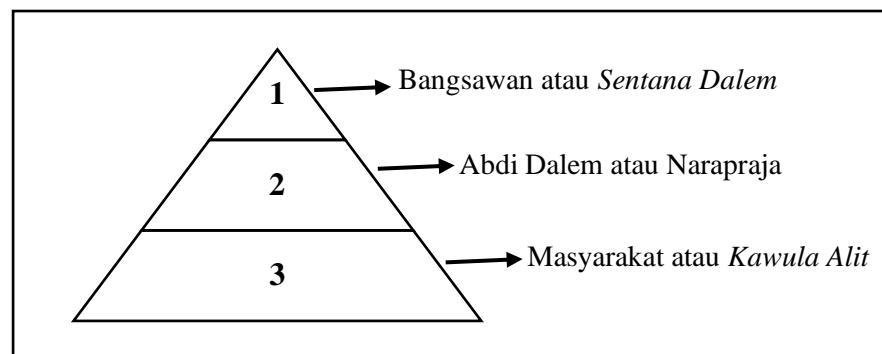 1
Bangsawan atau Sentana Dalem
2
Abdi Dalem atau Narapraja
3
Masyarakat atau Kawula Alit